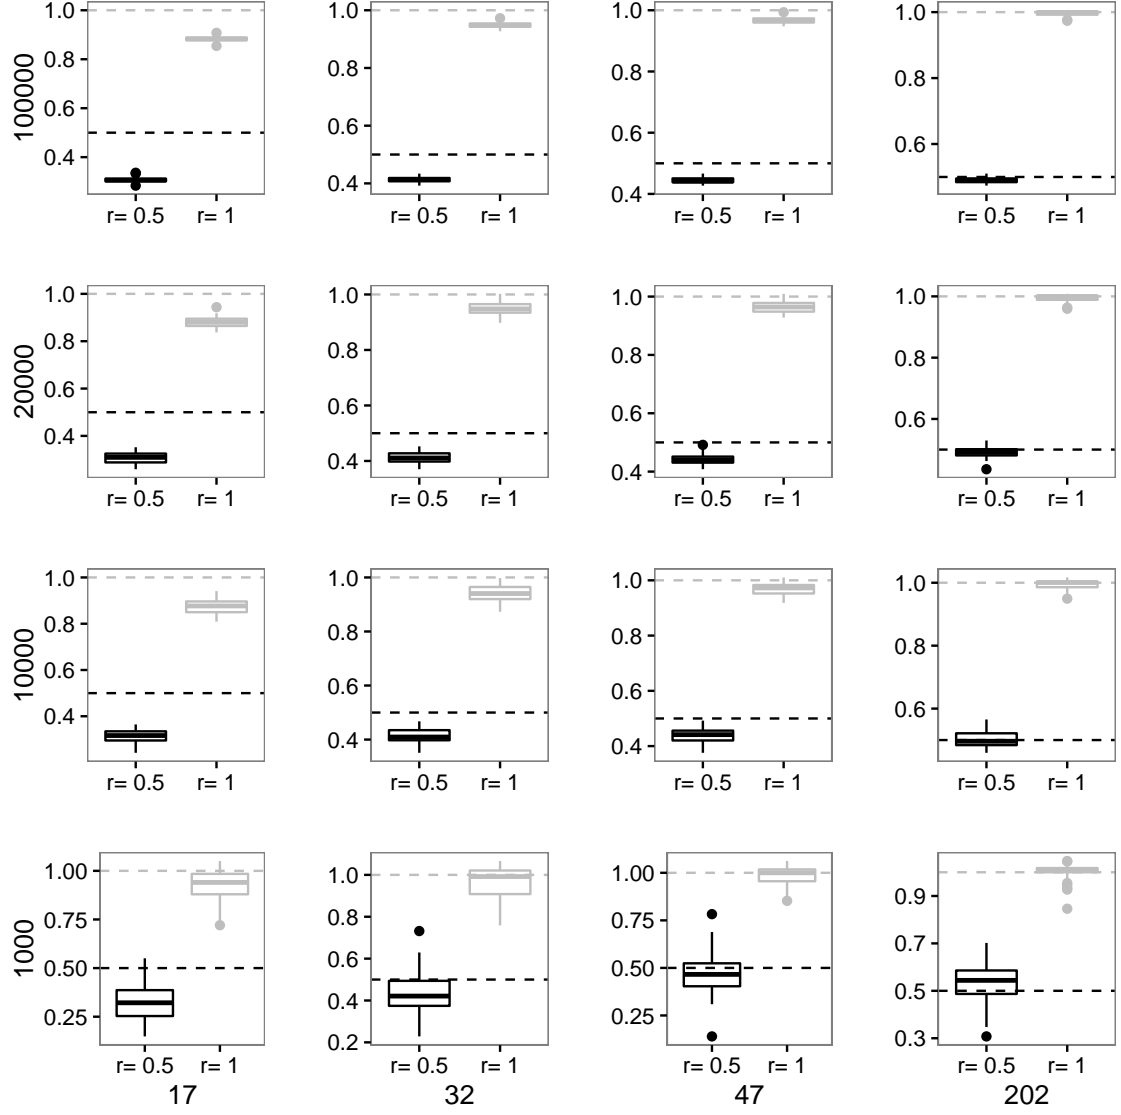 1.0 1.0 1.0 1.0
0.8 0.8 0.8 0.8
0.6 0.6 0.6 0.6
0.4 0.4 0.4
100000
r= 0.5 r= 1 r= 0.5 r= 1 r= 0.5 r= 1 r= 0.5 r= 1
1.0 1.0 1.0 1.0
0.8 0.8 0.8 0.8
0.6 0.6 0.6 0.6
0.4 0.4 0.4
20000
r= 0.5 r= 1 r= 0.5 r= 1 r= 0.5 r= 1 r= 0.5 r= 1
1.0 1.0 1.0 1.0
0.8 0.8 0.8 0.8
0.6 0.6 0.6 0.6
0.4 0.4 0.4
10000
r= 0.5 r= 1 r= 0.5 r= 1 r= 0.5 r= 1 r= 0.5 r= 1
1.00 1.0 1.00 0.9
0.75 0.8 0.75 0.7
0.50 0.6 0.50 0.5
0.25 0.4 0.25 0.3
0.2
1000
r= 0.5 r= 1 r= 0.5 r= 1 r= 0.5 r= 1 r= 0.5 r= 1
17 32 47 202